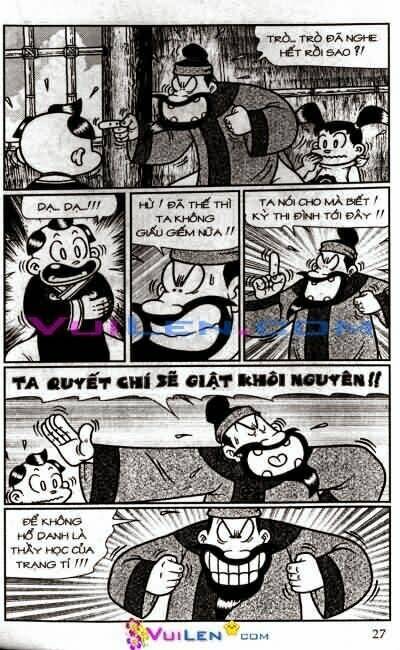 TRÒ... TRÒ ĐÃ NGHE
HẾT RỒI SAO ?!
DẠ... DẠ...!!!
HỪ ! ĐÃ THẾ THÌ
TA KHÔNG
GIẤU GIẾM NỮA !!
TA NÓI CHO MÀ BIẾT !
KỲ THI ĐÌNH TỚI ĐÂY !!
VUILEN.COM
TA QUYẾT CHÍ SẼ GIẬT KHÔI NGUYÊN !!
ĐỂ KHÔNG
HỔ DANH LÀ
THẦY HỌC CỦA
TRẠNG TÍ !!!
27
VUILEN.COM